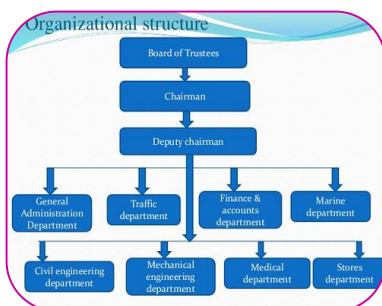 Organizational structure
Board of Trustees
Chairman
Deputy chairman
General
Administration
Department
Traffic
department
Finance &
accounts
department
Marine
department
Civil engineering
department
Mechanical
engineering
department
Medical
department
Stores
department